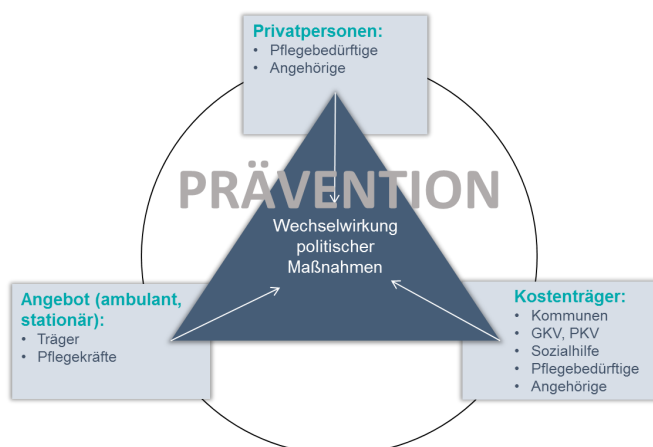 Privatpersonen:
• Pflegebedürftige
• Angehörige
PRÄVENTION
Wechselwirkung
politischer
Maßnahmen
Angebot (ambulant,
stationär):
• Träger
• Pflegekräfte
Kostenträger:
• Kommunen
• GKV, PKV
• Sozialhilfe
• Pflegebedürftige
• Angehörige